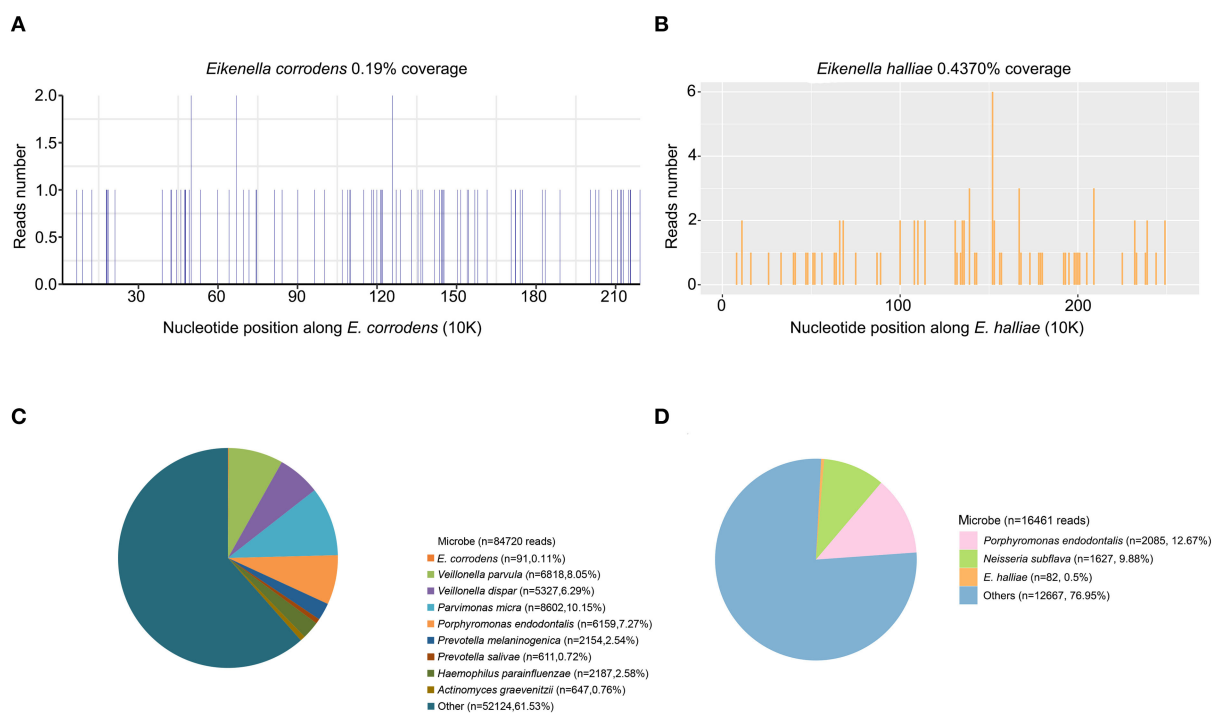 A
Eikenella corrodens 0.19% coverage
Reads number
2.0
1.5
1.0
0.5
0.0
30 60 90 120 150 180 210
Nucleotide position along E. corrodens (10K)
B
Eikenella halliae 0.4370% coverage
Reads number
6
4
2
0
0 100 200
Nucleotide position along E. halliae (10K)
C
Microbe (n=84720 reads)
E. corrodens (n=91,0.11%)
Veillonella parvula (n=6818,8.05%)
Veillonella dispar (n=5327,6.29%)
Parvimonas micra (n=8602,10.15%)
Porphyromonas endodontalis (n=6159,7.27%)
Prevotella melaninogenica (n=2154,2.54%)
Prevotella salivae (n=611,0.72%)
Haemophilus parainfluenzae (n=2187,2.58%)
Actinomyces graevenitzii (n=647,0.76%)
Other (n=52124,61.53%)
D
Microbe (n=16461 reads)
Porphyromonas endodontalis (n=2085, 12.67%)
Neisseria subflava (n=1627, 9.88%)
E. halliae (n=82, 0.5%)
Others (n=12667, 76.95%)